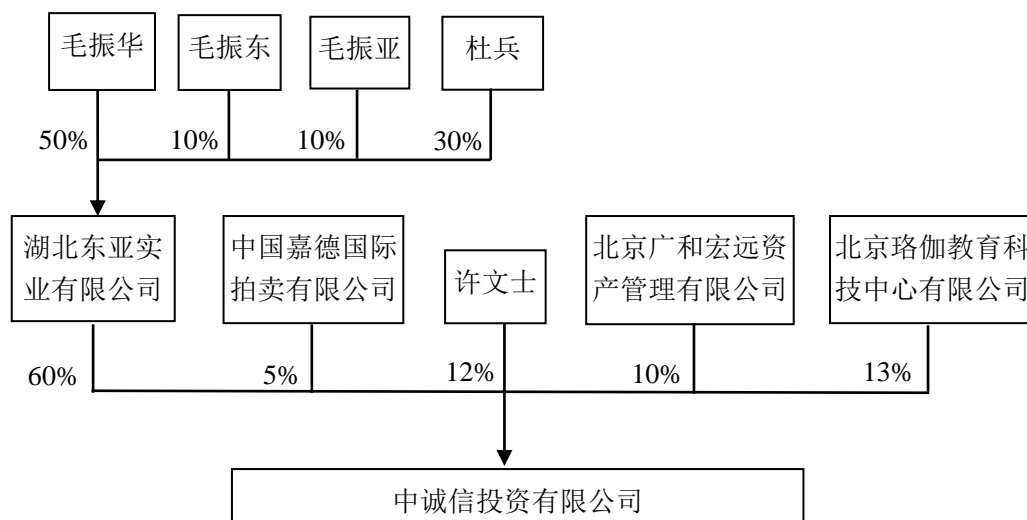 毛振华 毛振东 毛振亚 杜兵
50% 10% 10% 30%
湖北东亚实
业有限公司
中国嘉德国际
拍卖有限公司
许文士
北京广和宏远资
产管理有限公司
北京珞伽教育科
技中心有限公司
60% 5% 12% 10% 13%
中诚信投资有限公司